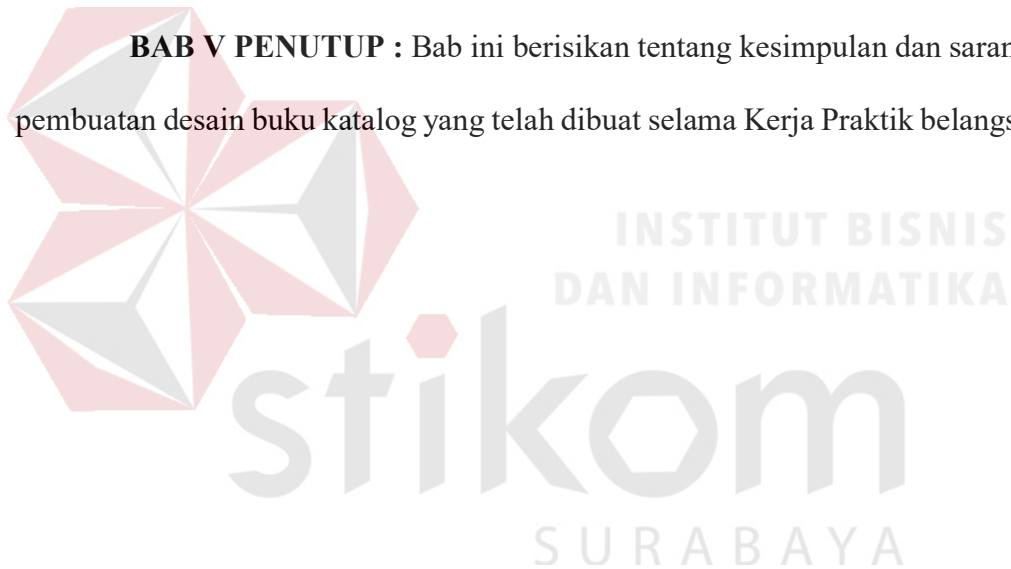 BAB V PENUTUP : Bab ini berisikan tentang kesimpulan dan saran
pembuatan desain buku katalog yang telah dibuat selama Kerja Praktik belangs
INSTITUT BISNIS
DAN INFORMATIKA
stikom
SURABAYA